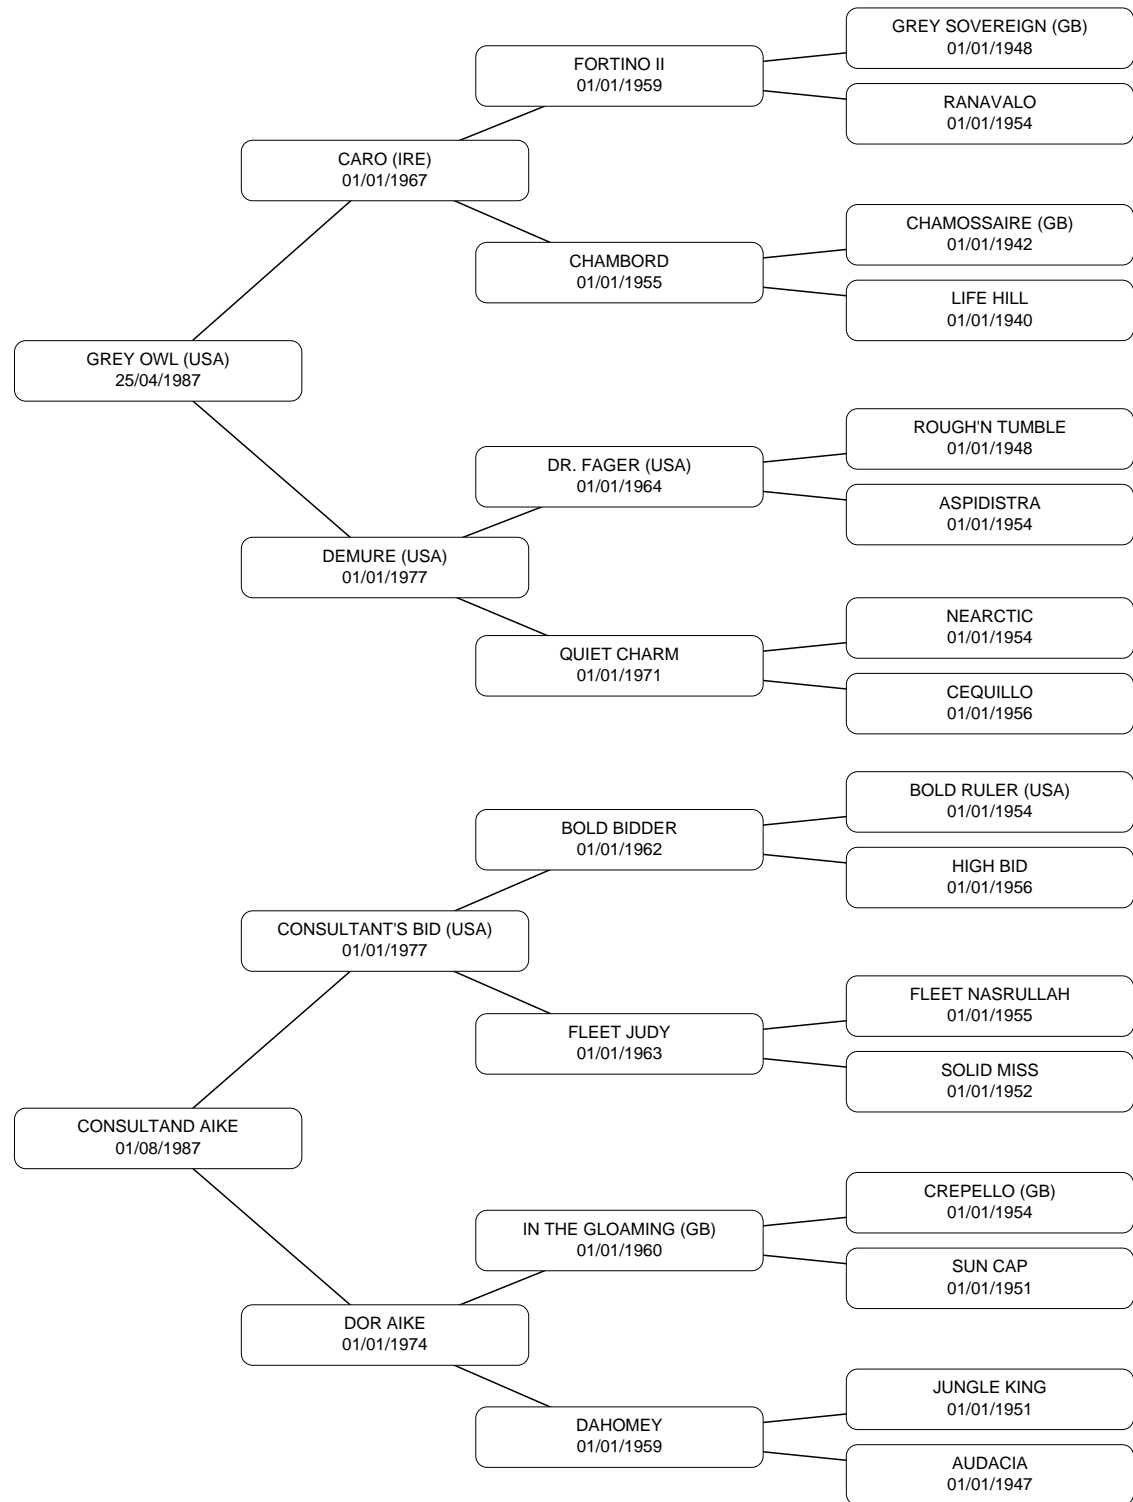 GREY SOVEREIGN (GB)
01/01/1948
FORTINO II
01/01/1959
RANAVALO
01/01/1954
CARO (IRE)
01/01/1967
CHAMOSSAIRE (GB)
01/01/1942
CHAMBORD
01/01/1955
LIFE HILL
01/01/1940
GREY OWL (USA)
25/04/1987
ROUGH'N TUMBLE
01/01/1948
DR. FAGER (USA)
01/01/1964
ASPIDISTRA
01/01/1954
DEMURE (USA)
01/01/1977
NEARCTIC
01/01/1954
QUIET CHARM
01/01/1971
CEQUILLO
01/01/1956
BOLD RULER (USA)
01/01/1954
BOLD BIDDER
01/01/1962
HIGH BID
01/01/1956
CONSULTANT'S BID (USA)
01/01/1977
FLEET NASRULLAH
01/01/1955
FLEET JUDY
01/01/1963
SOLID MISS
01/01/1952
CONSULTAND AIKE
01/08/1987
CREPELLO (GB)
01/01/1954
IN THE GLOAMING (GB)
01/01/1960
SUN CAP
01/01/1951
DOR AIKE
01/01/1974
JUNGLE KING
01/01/1951
DAHOMEY
01/01/1959
AUDACIA
01/01/1947